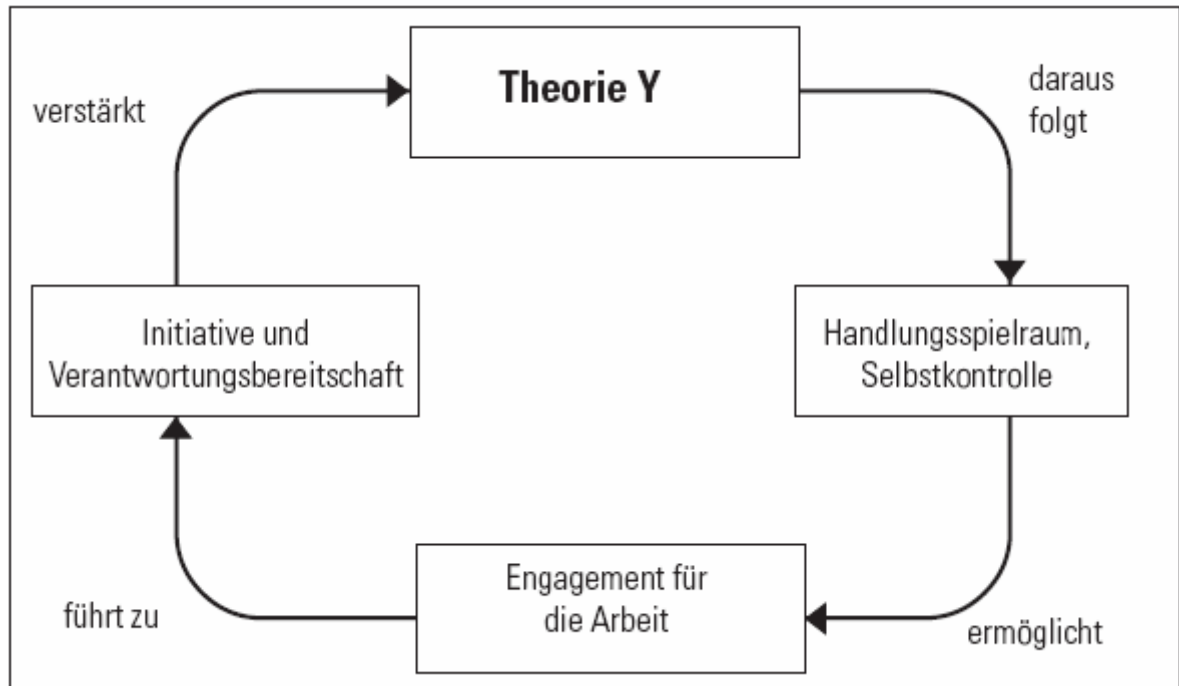 Theorie Y
daraus
folgt
Handlungsspielraum,
Selbstkontrolle
ermöglicht
Engagement für
die Arbeit
führt zu
Initiative und
Verantwortungsbereitschaft
verstärkt